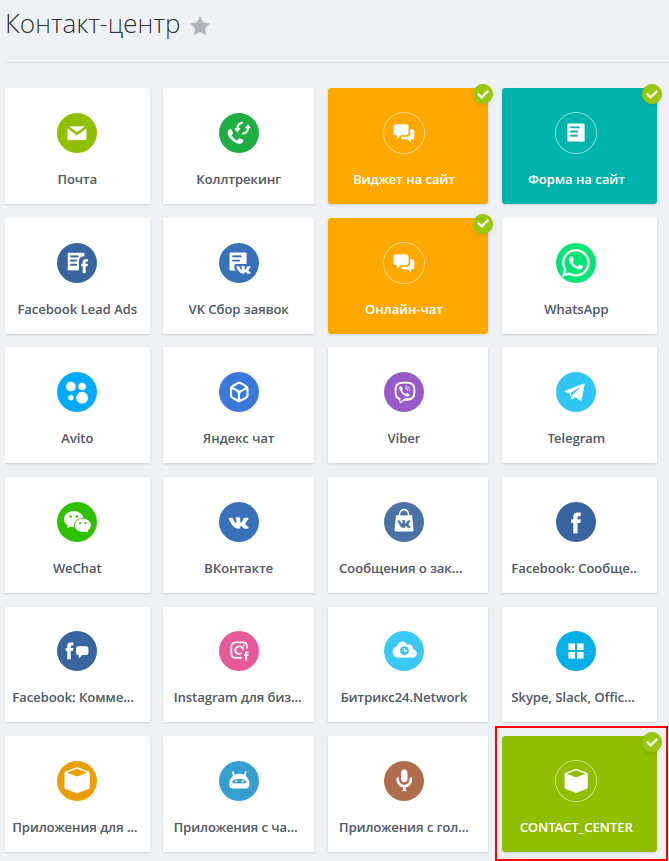 Контакт-центр
Почта
Коллтрекинг
Виджет на сайт
Форма на сайт
Facebook Lead Ads
VK Сбор заявок
Онлайн-чат
WhatsApp
Avito
Яндекс чат
Viber
Telegram
WeChat
ВКонтакте
Сообщения о зак...
Facebook: Сообще..
Facebook: Комме...
Instagram для биз...
Битрикс24.Network
Skype, Slack, Offic...
Приложения для ...
Приложения с ча...
Приложения с гол...
CONTACT_CENTER